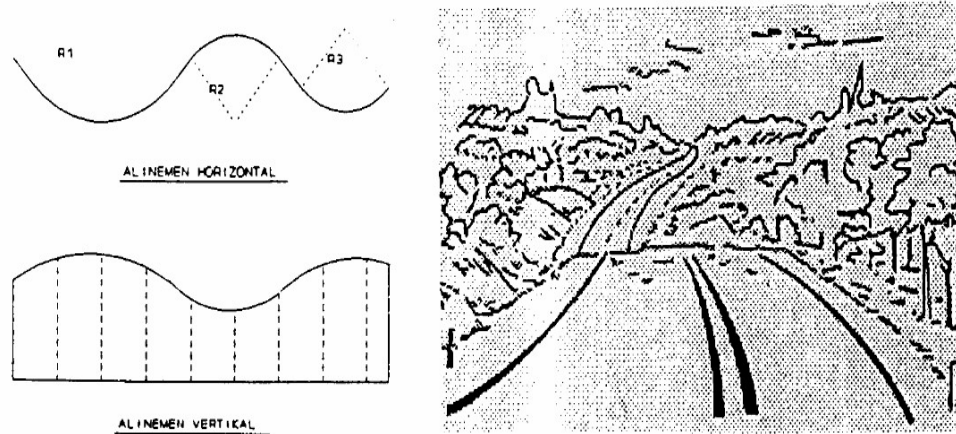 R1
R2
R3
ALINEMEN HORIZONTAL
ALINEMEN VERTIKAL